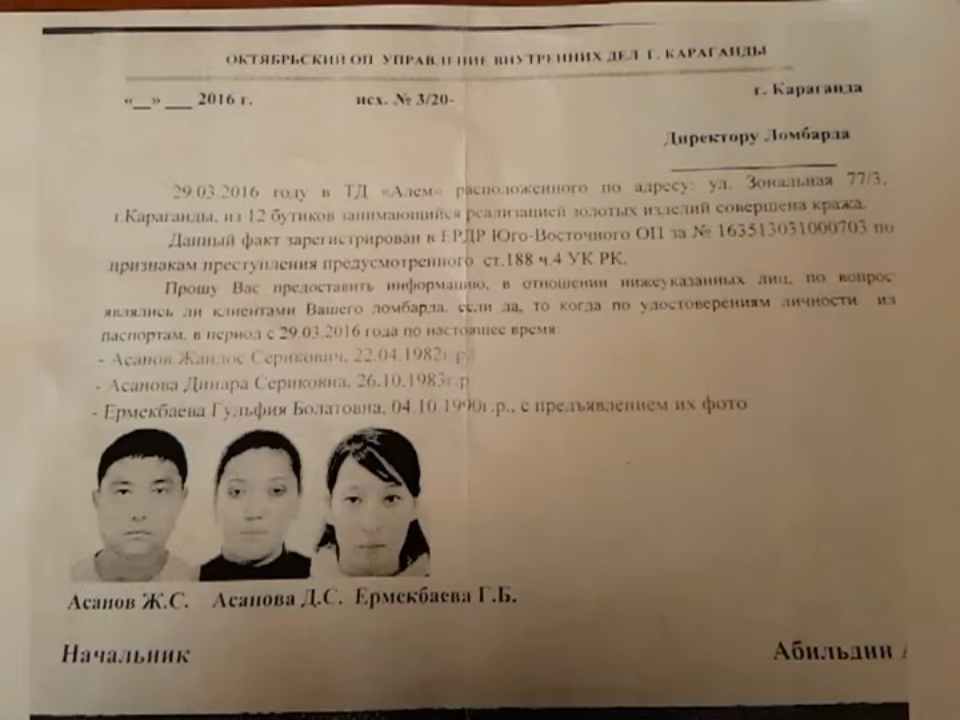 ОКТЯБРЬСКИЙ ОП УПРАВЛЕНИЕ ВНУТРЕННИХ ДЕЛ Г. КАРАГАНДЫ
«__» ___ 2016 г. исх. № 3/20- г. Караганда
Директору Ломбарда
29.03.2016 году в ТД «Алем» расположенного по адресу: ул. Зональная 77/3,
г.Караганды, из 12 бутиков занимающийся реализацией золотых изделий совершена кража.
Данный факт зарегистрирован в ЕРДР Юго-Восточного ОП за № 163513031000703 по
признакам преступления предусмотренного ст.188 ч.4 УК РК.
Прошу Вас предоставить информацию, в отношении нижеуказанных лиц, по вопрос
являлись ли клиентами Вашего ломбарда, если да, то когда по удостоверениям личности из
паспортам, в период с 29.03.2016 года по настоящее время
- Асанов Жандос Серикович, 22.04.1982г.р.
- Асанова Динара Сериковна, 26.10.1983г.р
- Ермекбаева Гульфия Болатовна, 04.10.1990г.р., с предъявлением их фото
Асанов Ж.С. Асанова Д.С. Ермекбаева Г.Б.
Начальник Абильдин